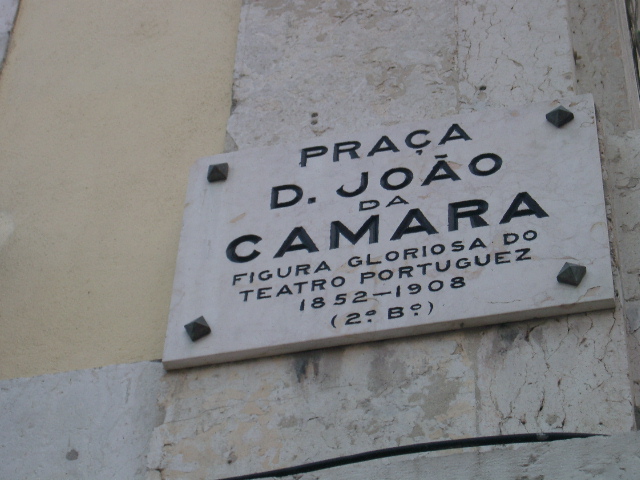 PRAÇA
D. JOÃO
DA
CAMARA
FIGURA GLORIOSA DO
TEATRO PORTUGUEZ
1852-1908
(2º Bº)